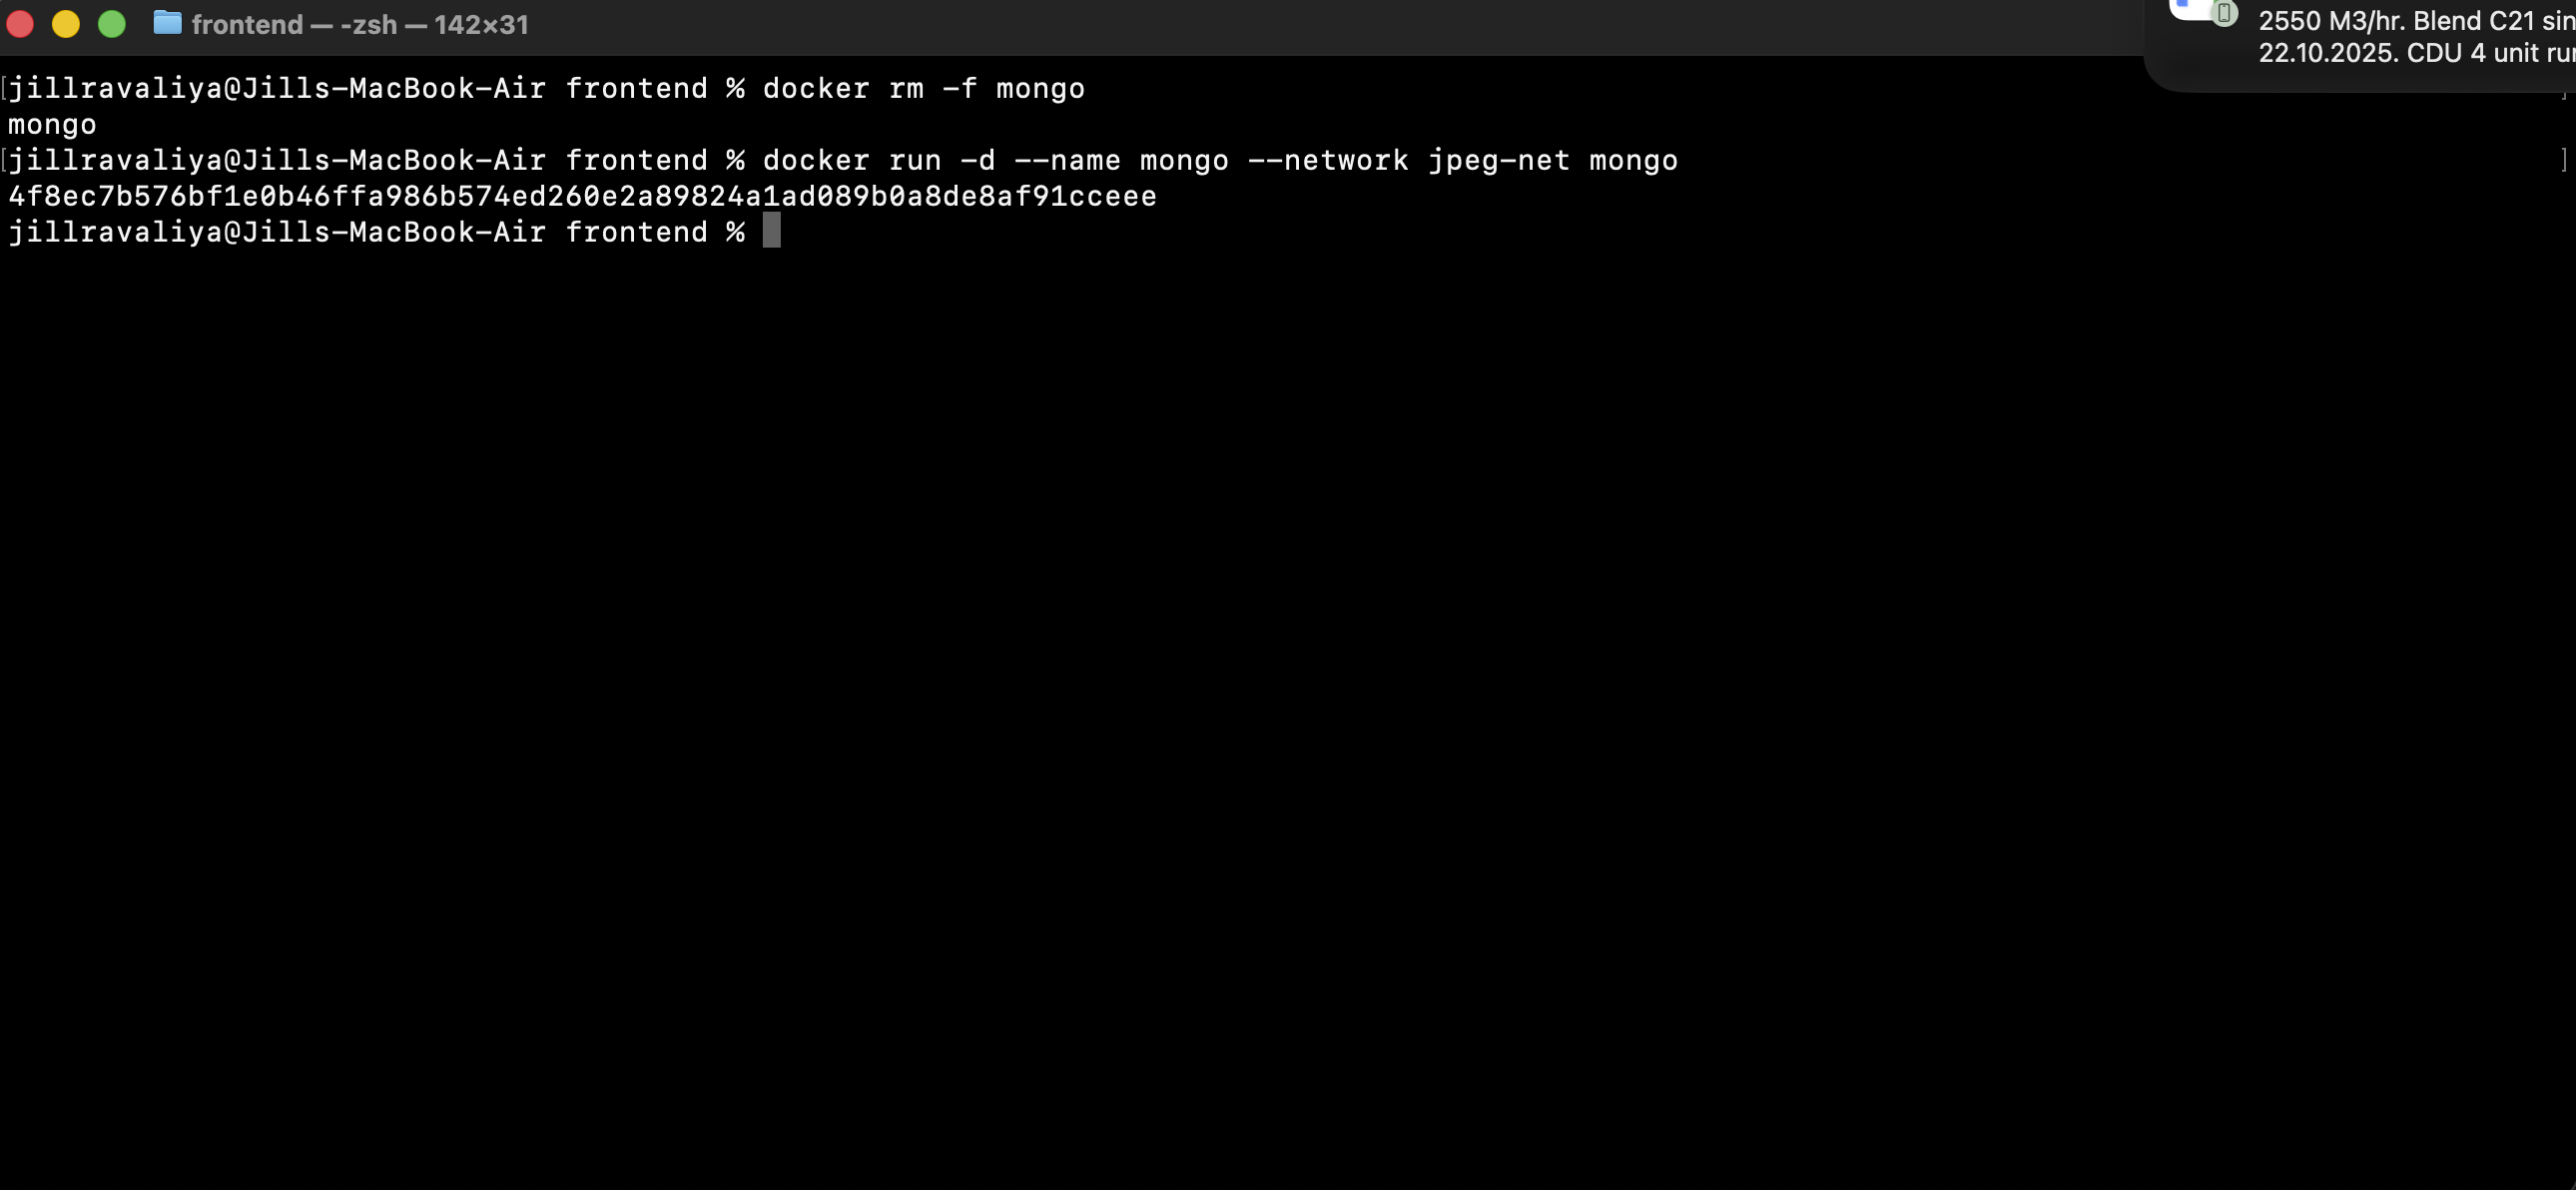 frontend — -zsh — 142×31
2550 M3/hr. Blend C21 sin
22.10.2025. CDU 4 unit
[jillravaliya@Jills-MacBook-Air frontend % docker rm -f mongo ]
mongo
[jillravaliya@Jills-MacBook-Air frontend % docker run -d --name mongo --network jpeg-net mongo ]
4f8ec7b576bf1e0b46ffa986b574ed260e2a89824a1ad089b0a8de8af91cceee
jillravaliya@Jills-MacBook-Air frontend %